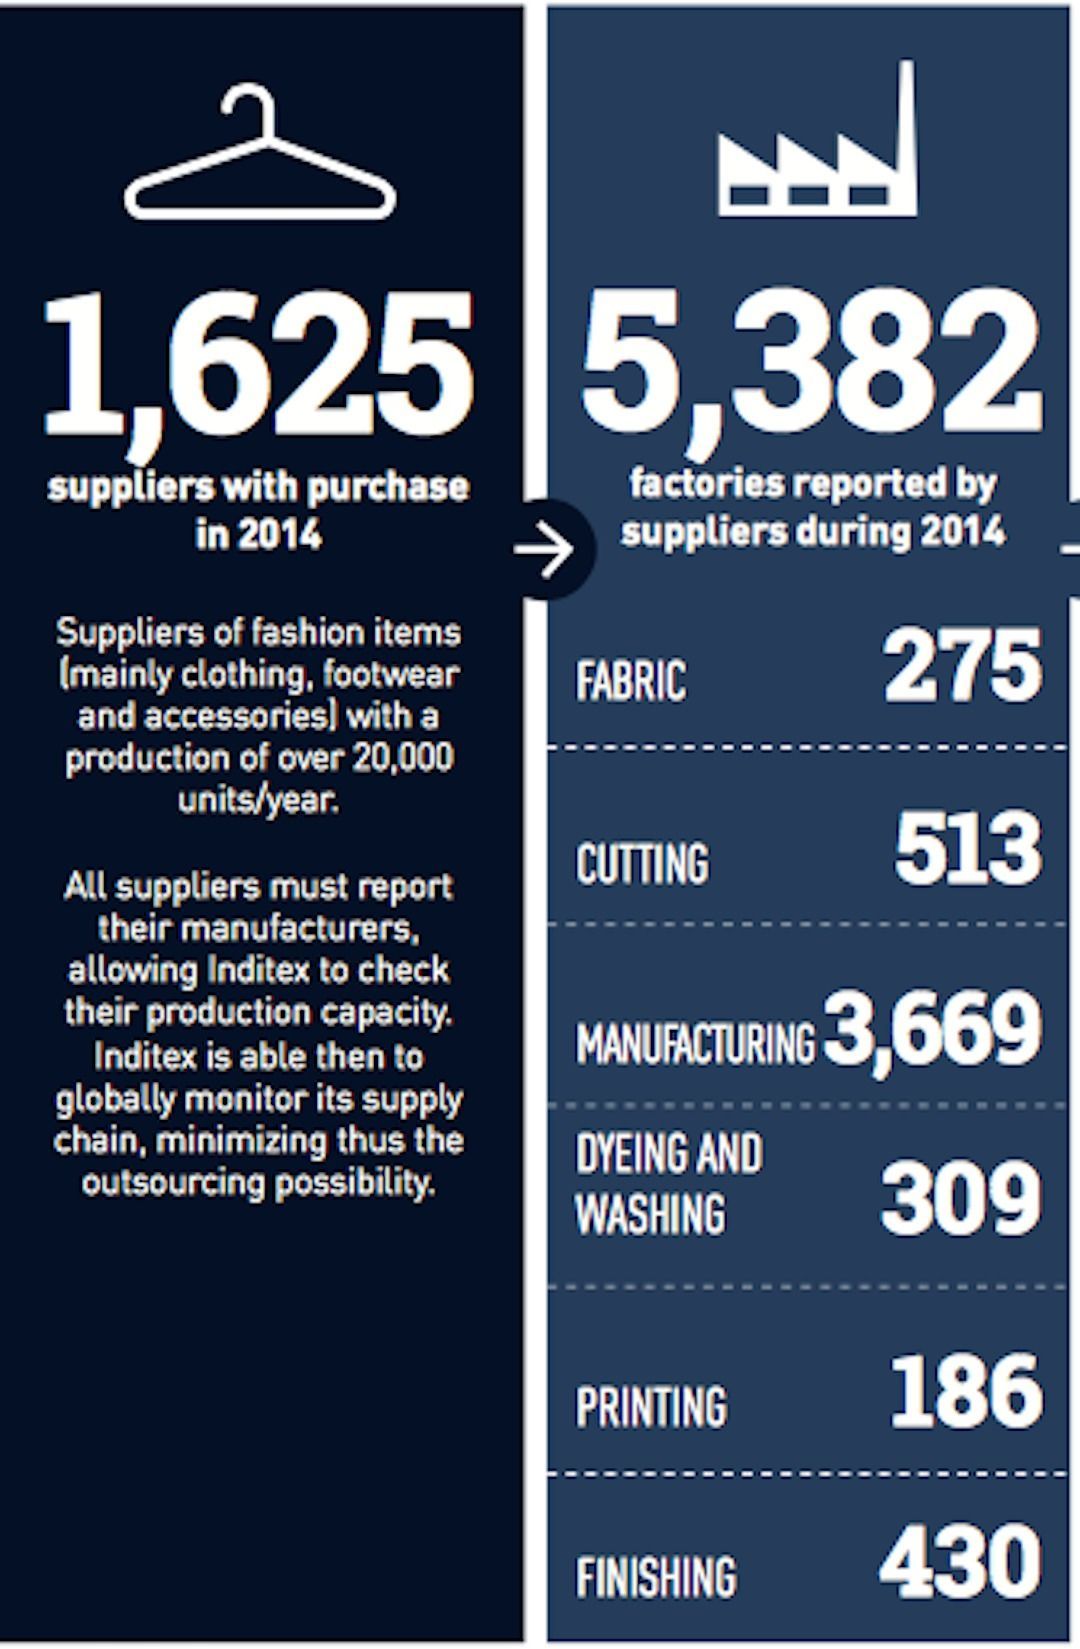 1,625
suppliers with purchase
in 2014
Suppliers of fashion items
(mainly clothing, footwear
and accessories) with a
production of over 20,000
units/year.
All suppliers must report
their manufacturers,
allowing Inditex to check
their production capacity.
Inditex is able then to
globally monitor its supply
chain, minimizing thus the
outsourcing possibility.
5,382
factories reported by
suppliers during 2014
FABRIC 275
CUTTING 513
MANUFACTURING 3,669
DYEING AND
WASHING 309
PRINTING 186
FINISHING 430